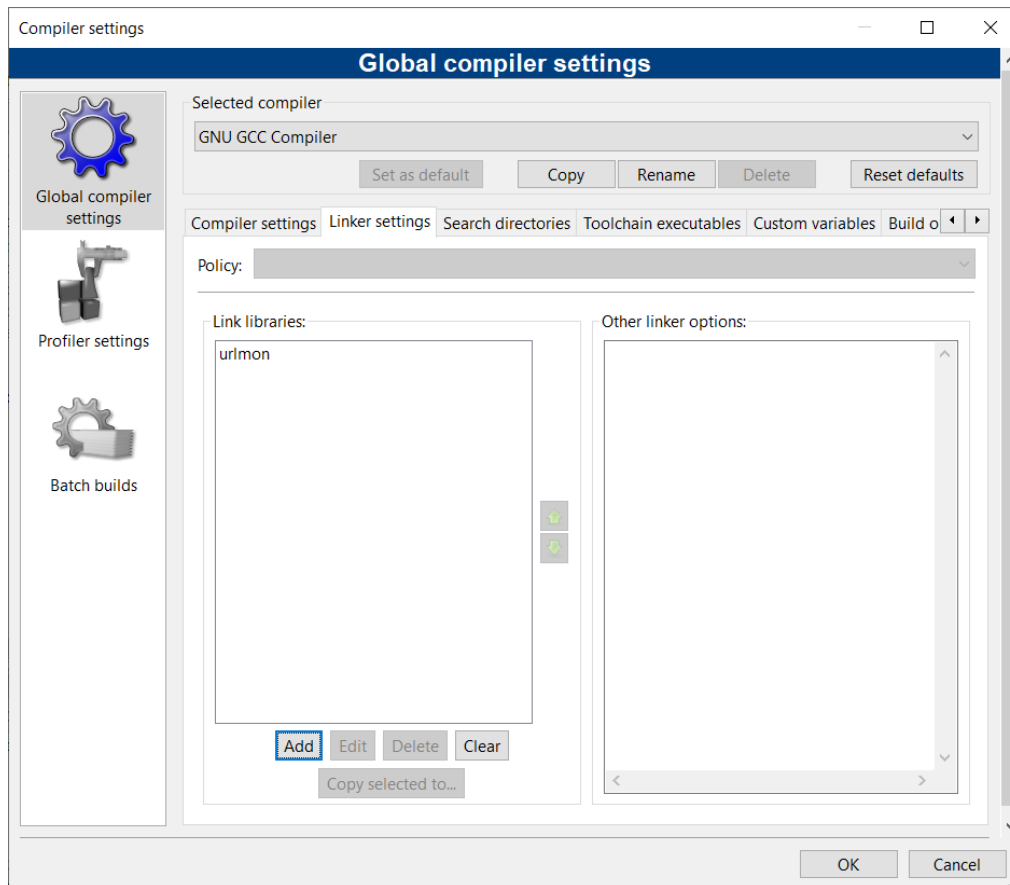 Compiler settings
Global compiler settings
Global compiler
settings
Profiler settings
Batch builds
Selected compiler
GNU GCC Compiler
Set as default Copy Rename Delete Reset defaults
Compiler settings Linker settings Search directories Toolchain executables Custom variables Build o
Policy:
Link libraries:
urlmon
Add Edit Delete Clear
Copy selected to...
Other linker options:
OK Cancel